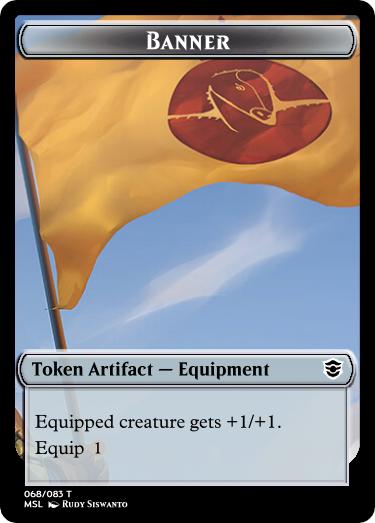 Banner
Token Artifact — Equipment
Equipped creature gets +1/+1.
Equip 1
068/083 T
MSL Rudy Siswanto